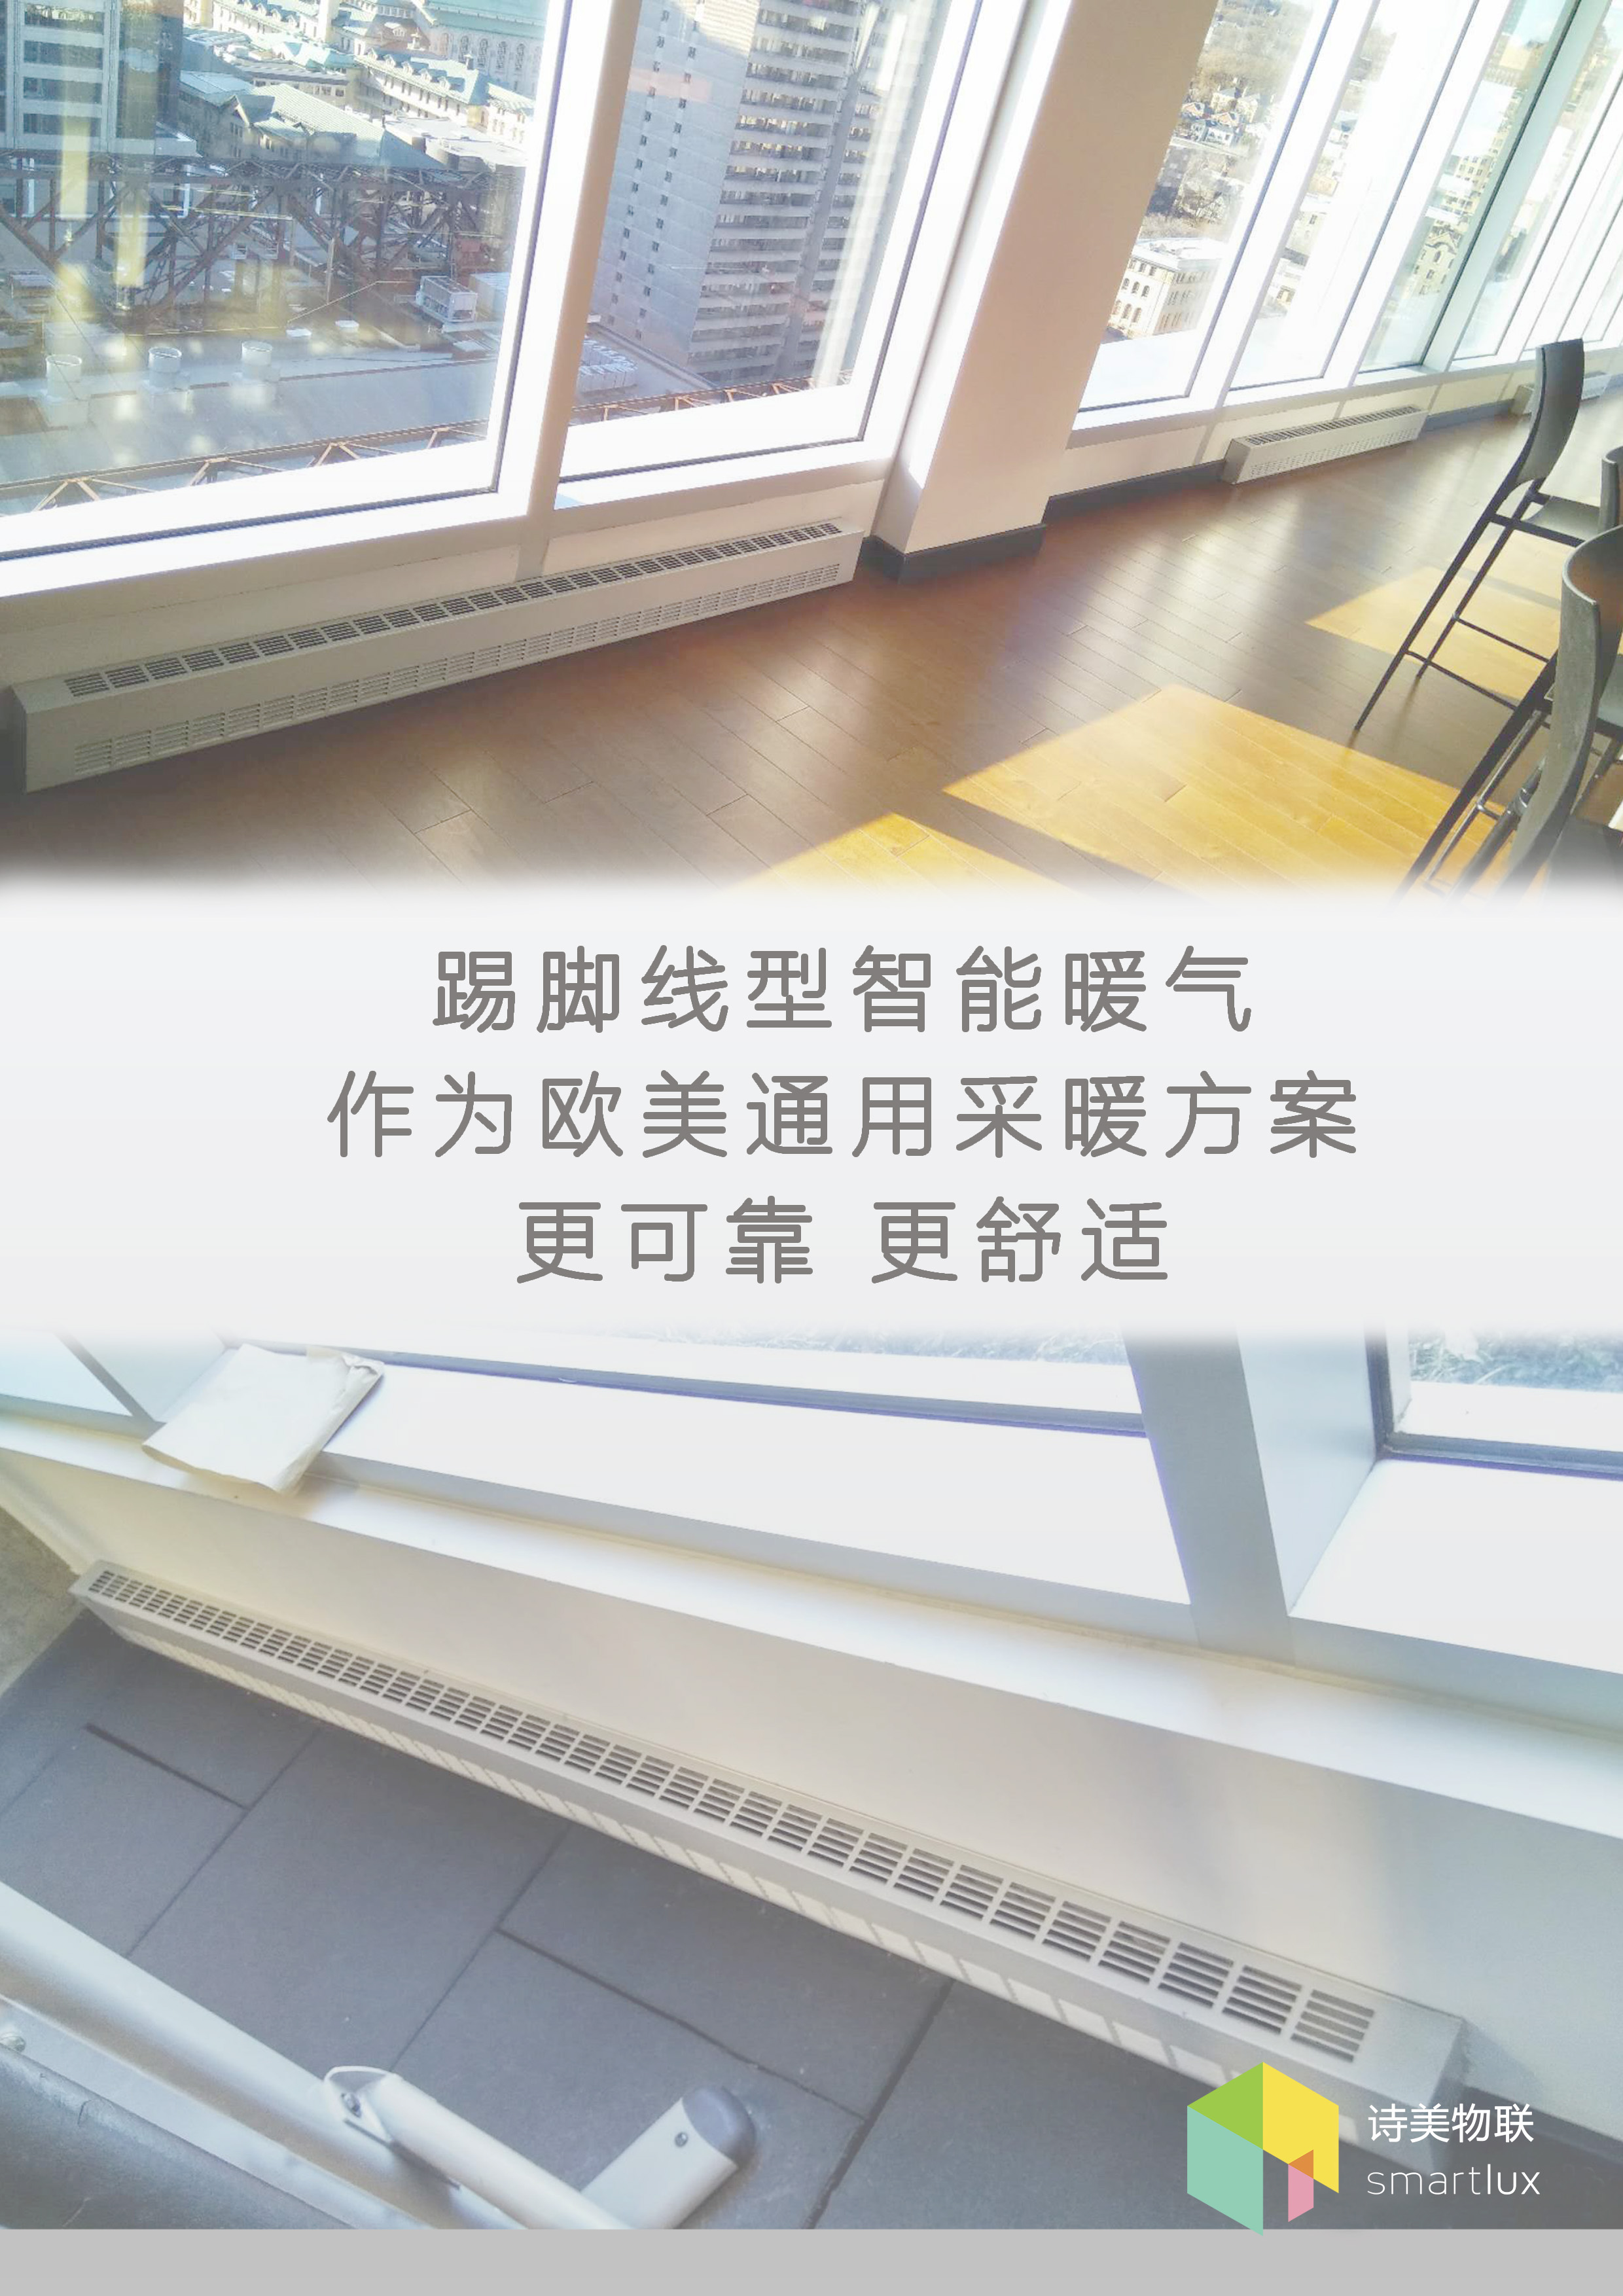 踢脚线型智能暖气
作为欧美通用采暖方案
更可靠 更舒适
诗美物联
smartlux